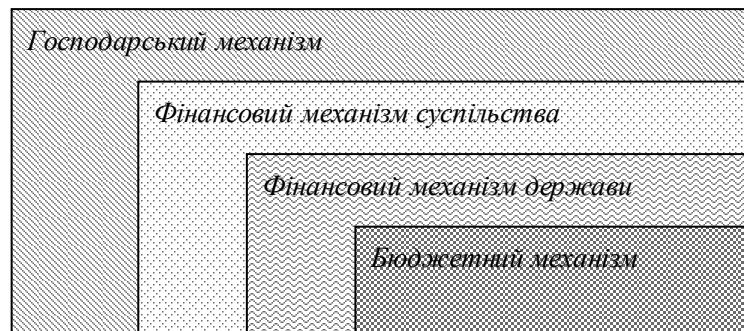 Господарський механізм
Фінансовий механізм суспільства
Фінансовий механізм держави
Бюджетний механізм